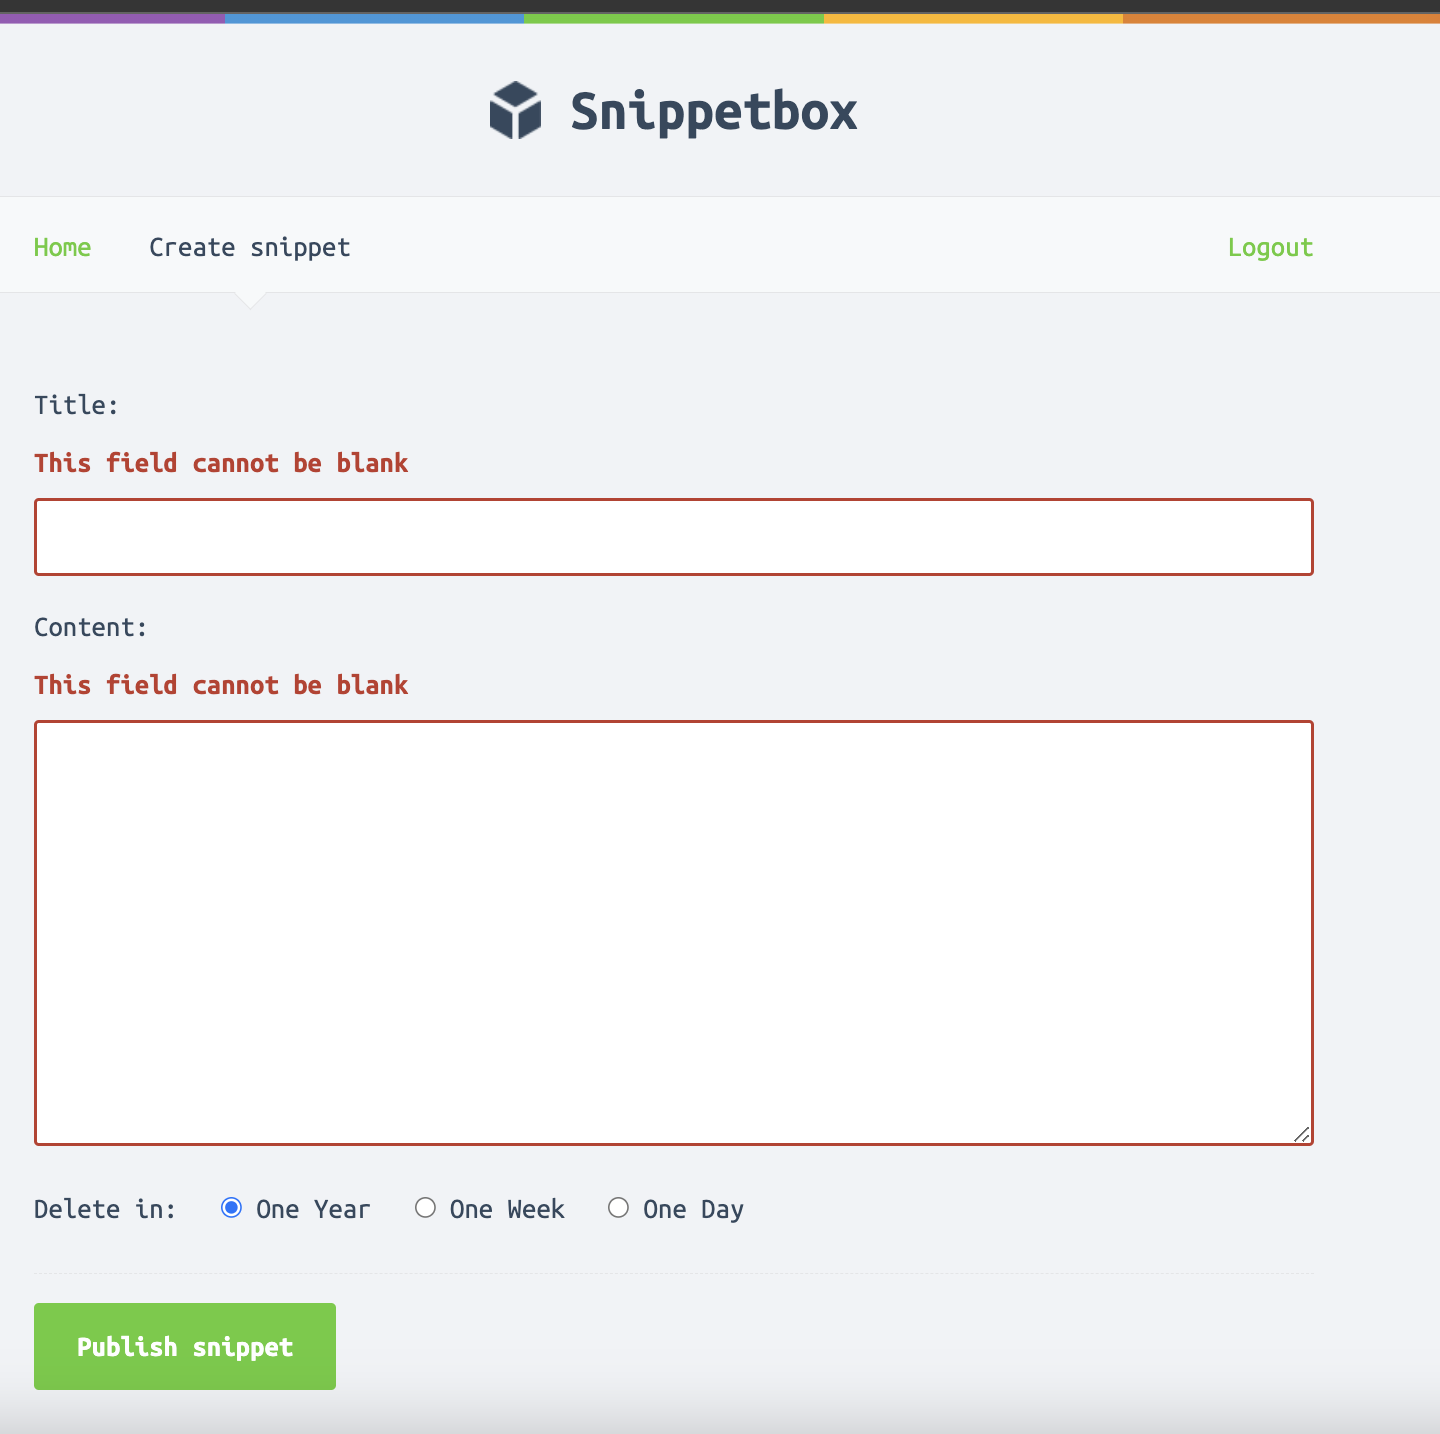 Snippetbox
Home Create snippet Logout
Title:
This field cannot be blank
Content:
This field cannot be blank
Delete in: One Year One Week One Day
Publish snippet